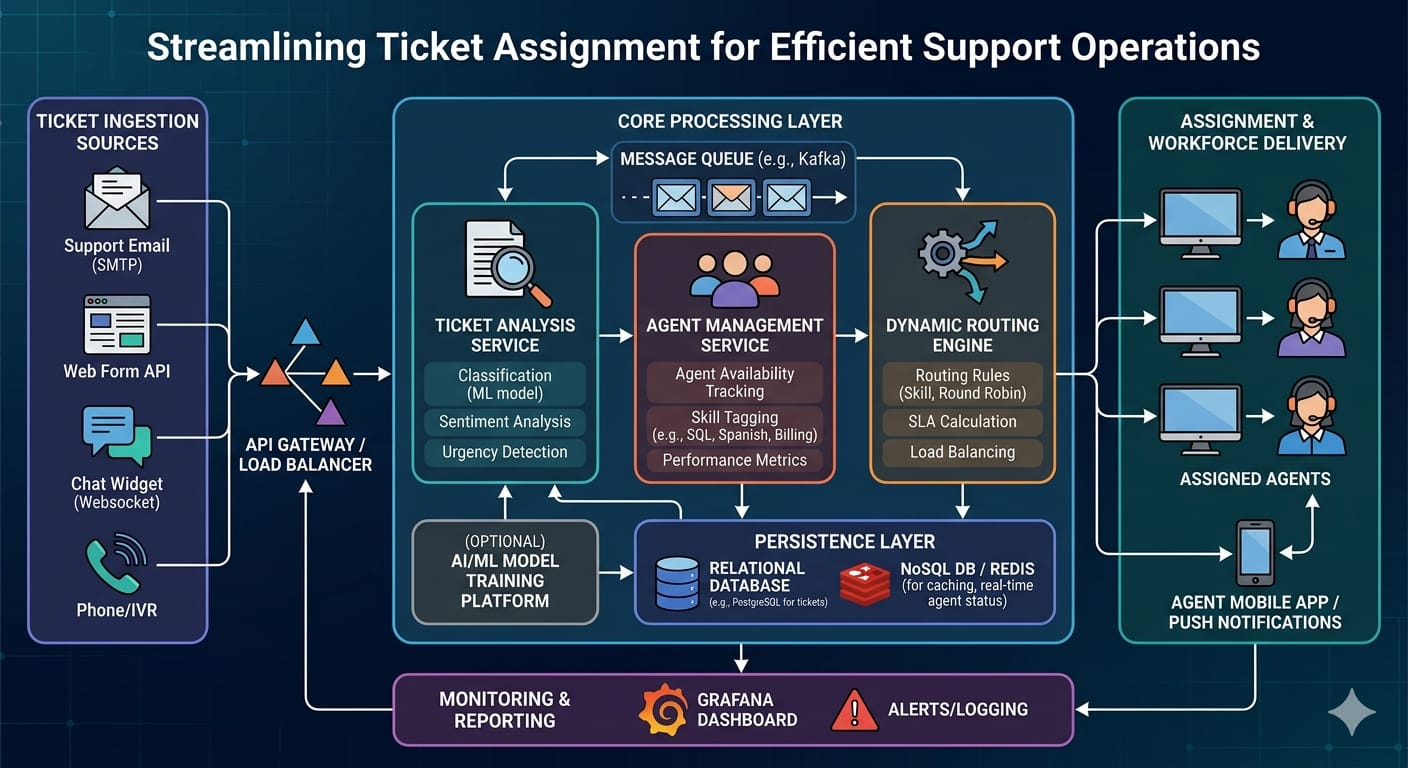 Streamlining Ticket Assignment for Efficient Support Operations
TICKET INGESTION
SOURCES
Support Email
(SMTP)
Web Form API
Chat Widget
(Websocket)
Phone/IVR
API GATEWAY /
LOAD BALANCER
CORE PROCESSING LAYER
MESSAGE QUEUE (e.g., Kafka)
TICKET ANALYSIS
SERVICE
Classification
(ML model)
Sentiment Analysis
Urgency Detection
AGENT MANAGEMENT
SERVICE
Agent Availability
Tracking
Skill Tagging
(e.g., SQL, Spanish, Billing)
Performance Metrics
DYNAMIC ROUTING
ENGINE
Routing Rules
(Skill, Round Robin)
SLA Calculation
Load Balancing
(OPTIONAL)
AI/ML MODEL
TRAINING
PLATFORM
PERSISTENCE LAYER
RELATIONAL
DATABASE
(e.g., PostgreSQL for tickets)
NoSQL DB / REDIS
(for caching, real-time
agent status)
ASSIGNMENT &
WORKFORCE DELIVERY
ASSIGNED AGENTS
AGENT MOBILE APP /
PUSH NOTIFICATIONS
MONITORING &
REPORTING
GRAFANA
DASHBOARD
ALERTS/LOGGING